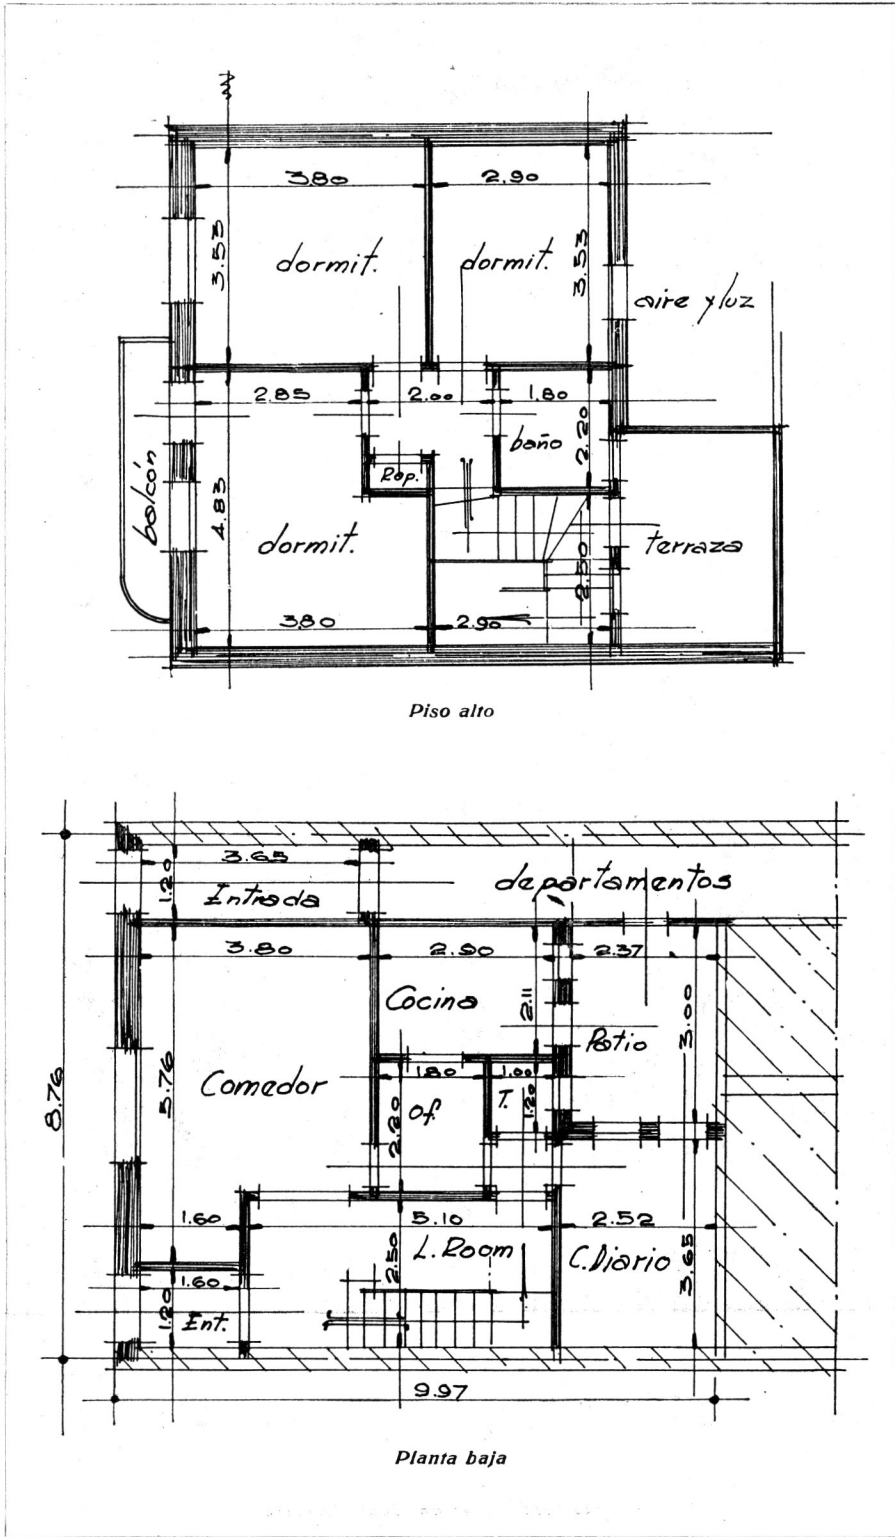 3.80
2.90
3.53
dormit.
dormit.
3.53
aire y luz
2.85
2.00
1.80
balcón
4.83
Rop.
baño
2.20
dormit.
terraza
2.50
3.80
2.90
Piso alto
3.65
1.20
Entrada
departamentos
3.80
2.90
2.37
Cocina
2.11
Patio
3.00
8.76
5.76
Comedor
1.80
1.00
Of.
T.
1.20
2.20
1.60
5.10
2.52
2.50
L. Room
C. Diario
3.65
1.60
1.20
Ent.
9.97
Planta baja